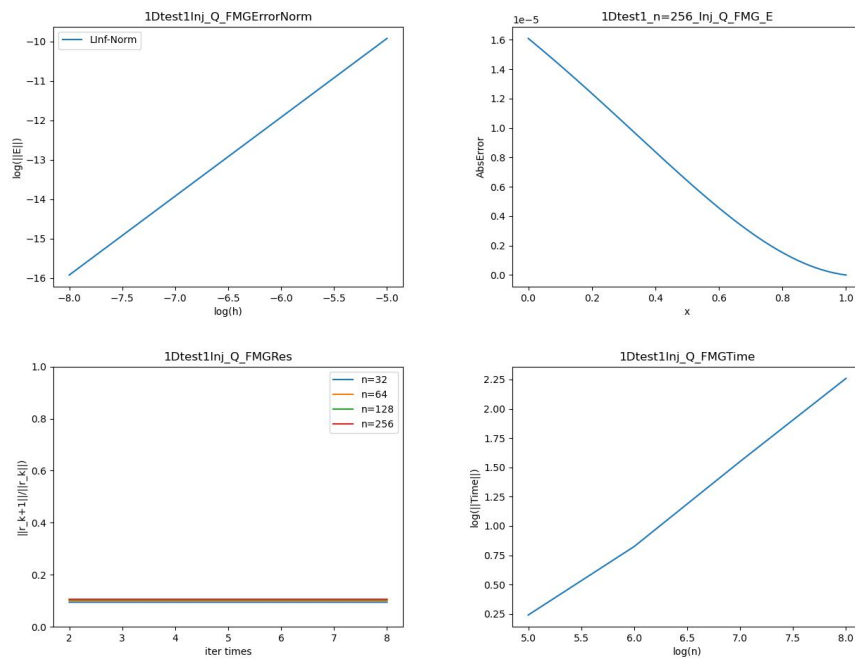 1Dtest1Inj_Q_FMGErrorNorm
LInf-Norm
−10
−11
−12
−13
−14
−15
−16
log(||E||)
−8.0 −7.5 −7.0 −6.5 −6.0 −5.5 −5.0
log(h)
1Dtest1_n=256_Inj_Q_FMG_E
1e−5
1.6
1.4
1.2
1.0
0.8
0.6
0.4
0.2
0.0
AbsError
0.0 0.2 0.4 0.6 0.8 1.0
x
1Dtest1Inj_Q_FMGRes
n=32
n=64
n=128
n=256
1.0
0.8
0.6
0.4
0.2
0.0
||r_k+1||/||r_k||)
2 3 4 5 6 7 8
iter times
1Dtest1Inj_Q_FMGTime
2.25
2.00
1.75
1.50
1.25
1.00
0.75
0.50
0.25
log(||Time||)
5.0 5.5 6.0 6.5 7.0 7.5 8.0
log(n)